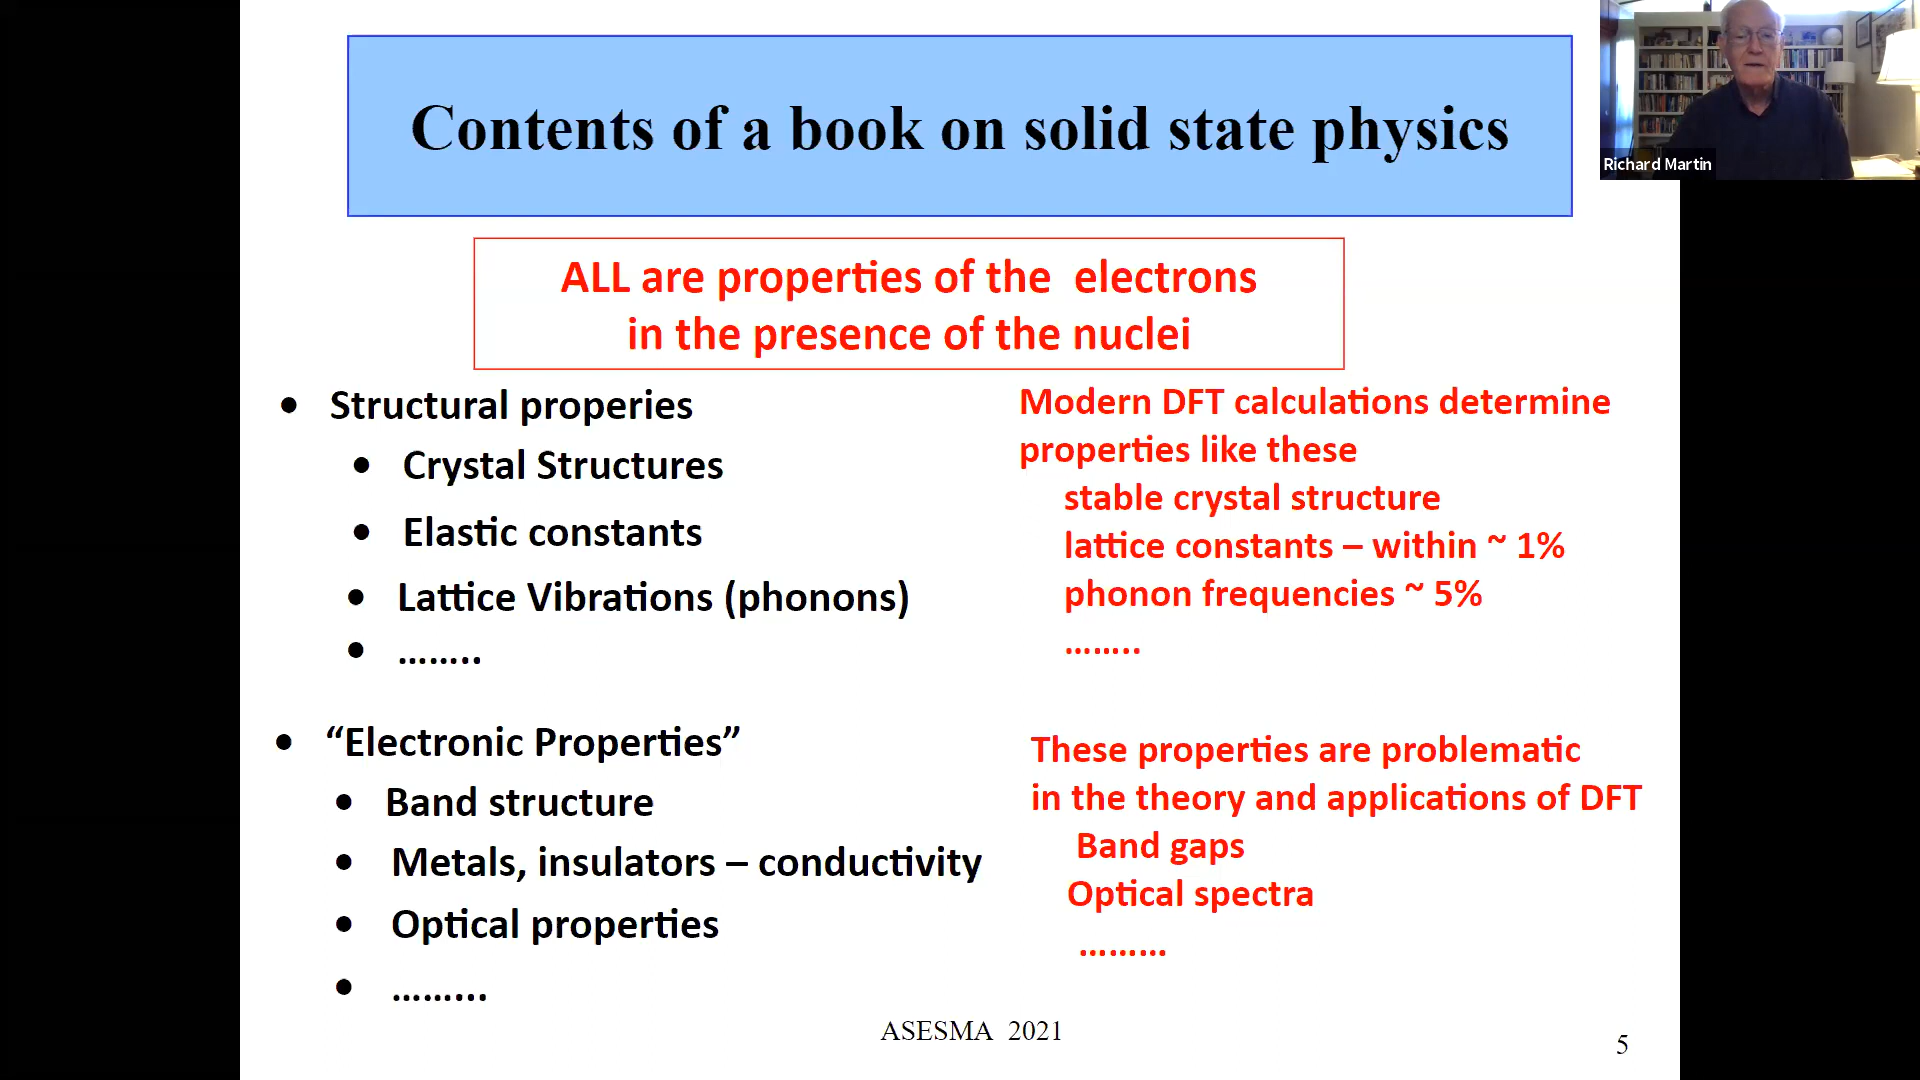 Contents of a book on solid state physics
Richard Martin
ALL are properties of the electrons
in the presence of the nuclei
• Structural properies
• Crystal Structures
• Elastic constants
• Lattice Vibrations (phonons)
• ……..
Modern DFT calculations determine
properties like these
stable crystal structure
lattice constants – within ~ 1%
phonon frequencies ~ 5%
……..
• “Electronic Properties”
• Band structure
• Metals, insulators – conductivity
• Optical properties
• ………
These properties are problematic
in the theory and applications of DFT
Band gaps
Optical spectra
………
ASESMA 2021
5